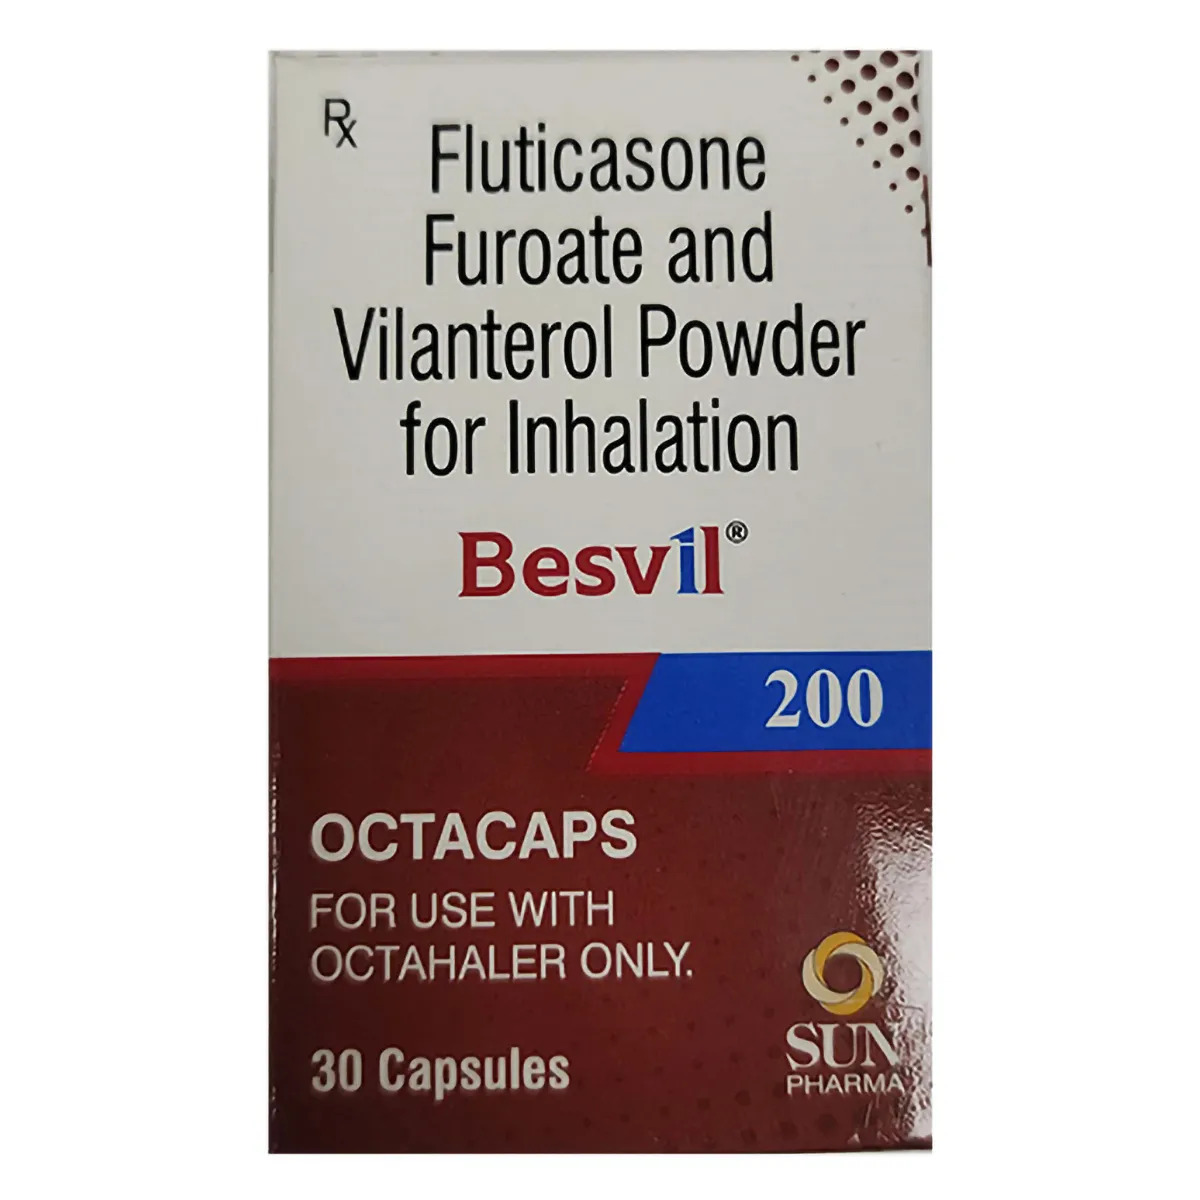 Rx
Fluticasone
Furoate and
Vilanterol Powder
for Inhalation
Besvil®
200
OCTACAPS
FOR USE WITH
OCTAHALER ONLY.
30 Capsules
SUN
PHARMA